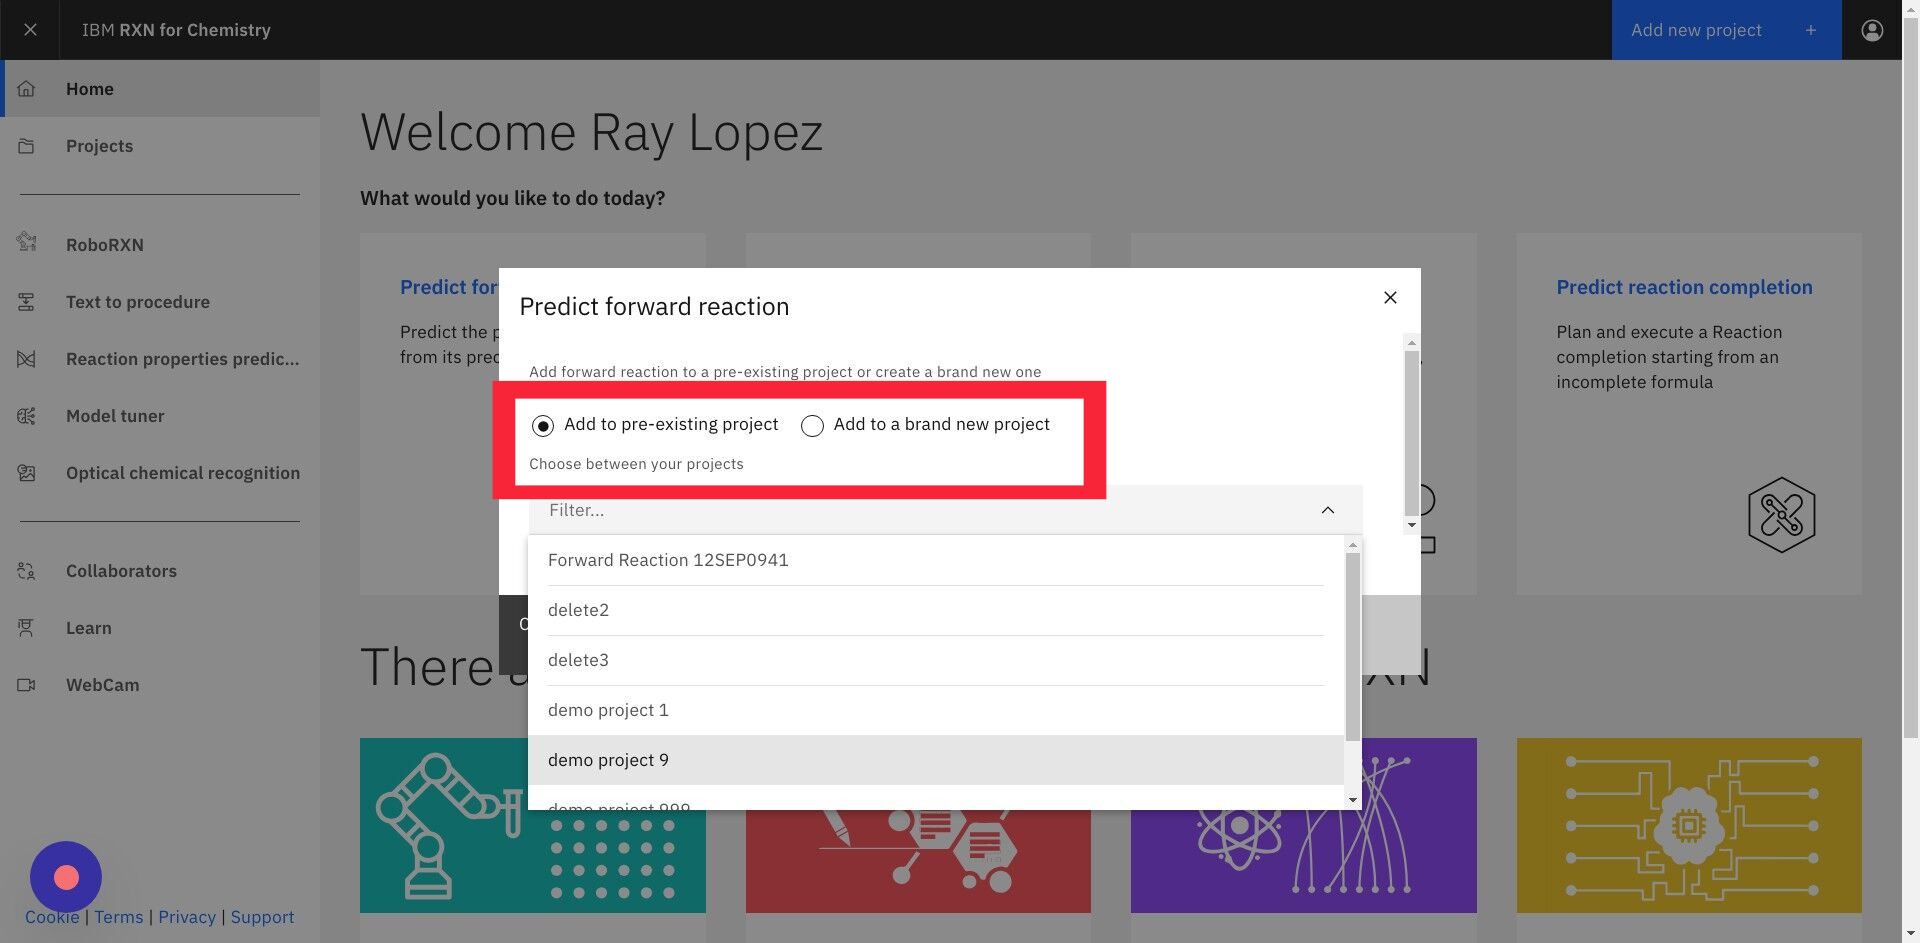 IBM RXN for Chemistry
Add new project +
Home
Projects
RoboRXN
Text to procedure
Reaction properties predic...
Model tuner
Optical chemical recognition
Collaborators
Learn
WebCam
Cookie | Terms | Privacy | Support
Welcome Ray Lopez
What would you like to do today?
Predict for
Predict the p
from its prec
Predict reaction completion
Plan and execute a Reaction
completion starting from an
incomplete formula
Predict forward reaction
Add forward reaction to a pre-existing project or create a brand new one
Add to pre-existing project
Add to a brand new project
Choose between your projects
Filter...
Forward Reaction 12SEP0941
delete2
delete3
demo project 1
demo project 9
demo project 999
There